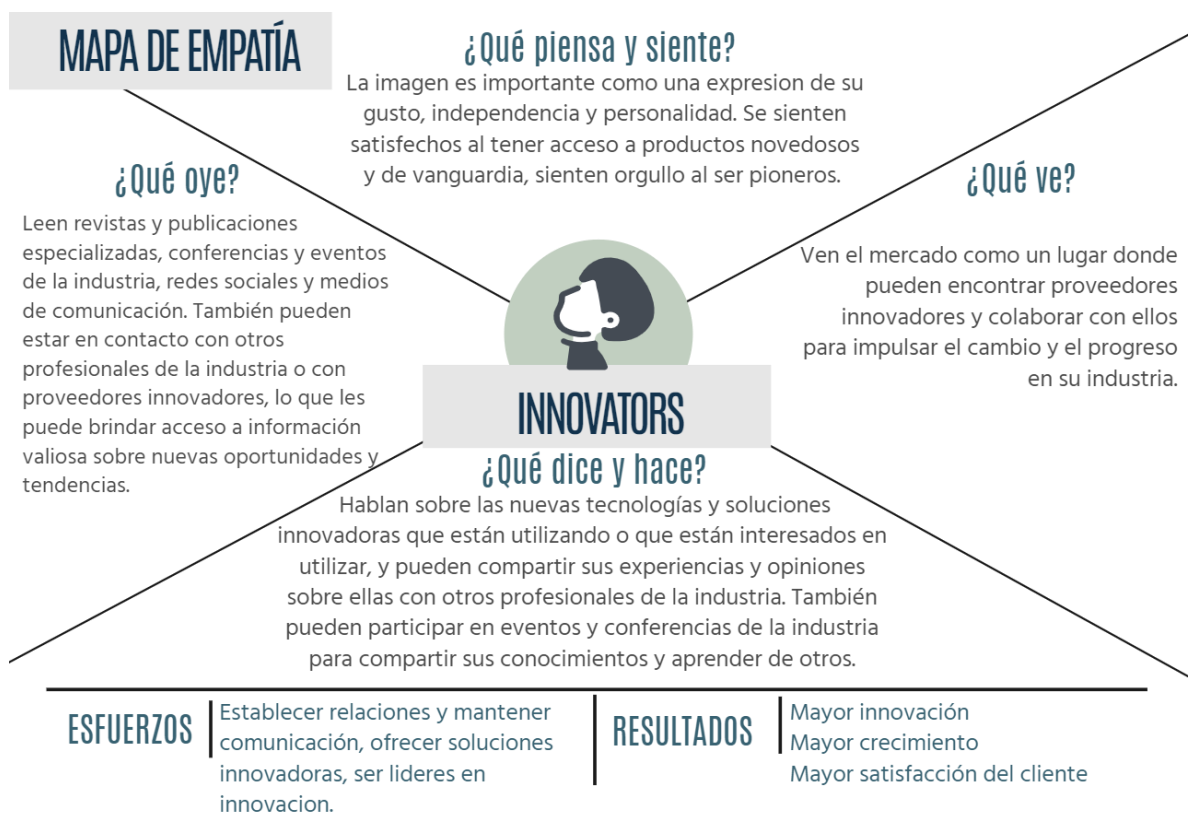 MAPA DE EMPATÍA
¿Qué piensa y siente?
La imagen es importante como una expresion de su
gusto, independencia y personalidad. Se sienten
satisfechos al tener acceso a productos novedosos
y de vanguardia, sienten orgullo al ser pioneros.
¿Qué oye?
Leen revistas y publicaciones
especializadas, conferencias y eventos
de la industria, redes sociales y medios
de comunicación. También pueden
estar en contacto con otros
profesionales de la industria o con
proveedores innovadores, lo que les
puede brindar acceso a información
valiosa sobre nuevas oportunidades y
tendencias.
¿Qué ve?
Ven el mercado como un lugar donde
pueden encontrar proveedores
innovadores y colaborar con ellos
para impulsar el cambio y el progreso
en su industria.
INNOVATORS
¿Qué dice y hace?
Hablan sobre las nuevas tecnologías y soluciones
innovadoras que están utilizando o que están interesados en
utilizar, y pueden compartir sus experiencias y opiniones
sobre ellas con otros profesionales de la industria. También
pueden participar en eventos y conferencias de la industria
para compartir sus conocimientos y aprender de otros.
ESFUERZOS
Establecer relaciones y mantener
comunicación, ofrecer soluciones
innovadoras, ser lideres en
innovacion.
RESULTADOS
Mayor innovación
Mayor crecimiento
Mayor satisfacción del cliente